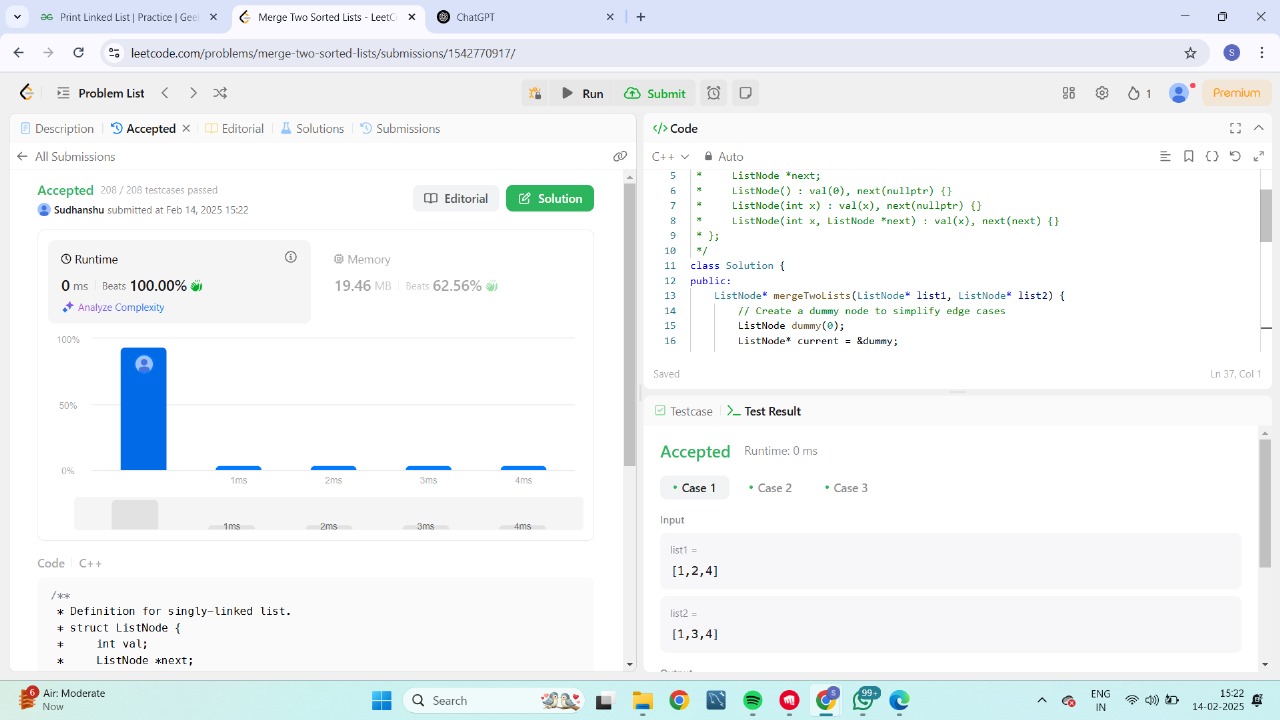 Print Linked List | Practice | Geel
Merge Two Sorted Lists - LeetC
ChatGPT
leetcode.com/problems/merge-two-sorted-lists/submissions/1542770917/
S
Problem List
Run
Submit
1
Premium
Description
Accepted
Editorial
Solutions
Submissions
All Submissions
Accepted 208 / 208 testcases passed
Sudhanshu submitted at Feb 14, 2025 15:22
Editorial
Solution
Runtime
0 ms Beats 100.00%
Analyze Complexity
Memory
19.46 MB Beats 62.56%
100%
50%
0%
1ms 2ms 3ms 4ms
1ms 2ms 3ms 4ms
Code C++
/**
* Definition for singly-linked list.
* struct ListNode {
* int val;
* ListNode *next;
</> Code
C++ Auto
5 * ListNode *next;
6 * ListNode() : val(0), next(nullptr) {}
7 * ListNode(int x) : val(x), next(nullptr) {}
8 * ListNode(int x, ListNode *next) : val(x), next(next) {}
9 * };
10 */
11 class Solution {
12 public:
13 ListNode* mergeTwoLists(ListNode* list1, ListNode* list2) {
14 // Create a dummy node to simplify edge cases
15 ListNode dummy(0);
16 ListNode* current = &dummy;
Saved
Ln 37, Col 1
Testcase
Test Result
Accepted Runtime: 0 ms
• Case 1 • Case 2 • Case 3
Input
list1 =
[1,2,4]
list2 =
[1,3,4]
Output
6
Air: Moderate
Now
Search
S
99+
ENG
IN
15:22
14-02-2025